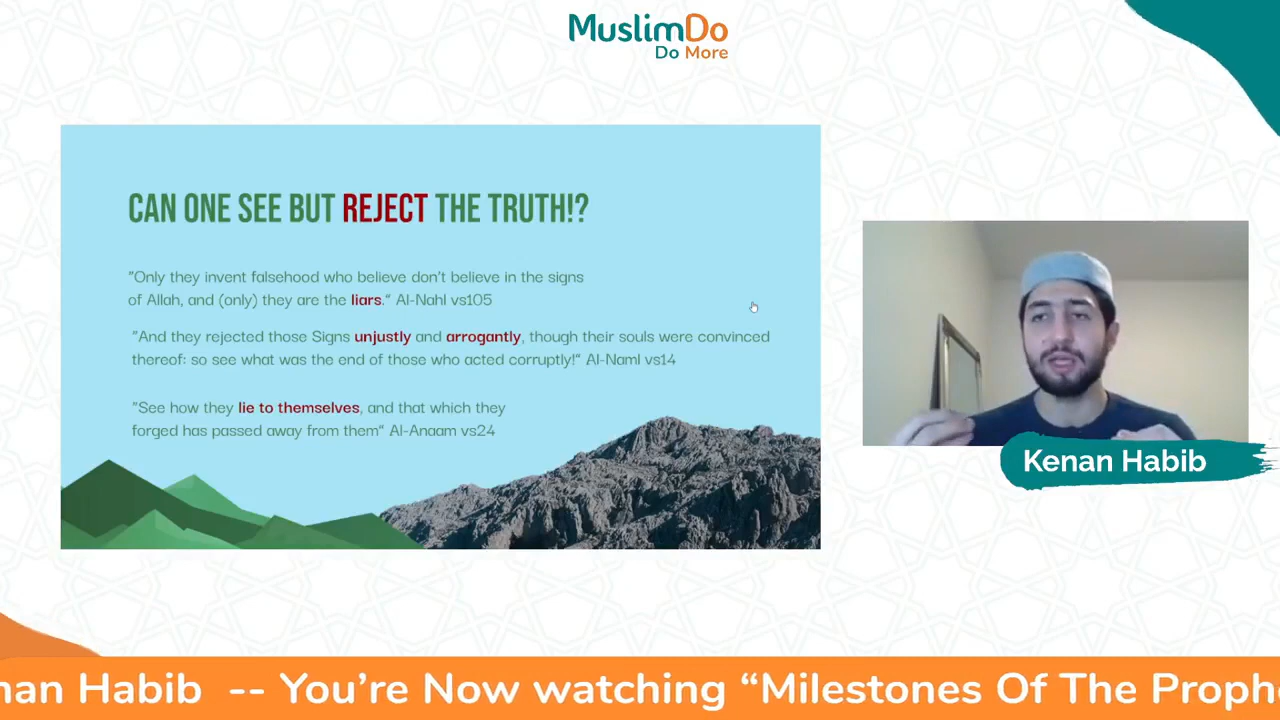 MuslimDo
Do More
CAN ONE SEE BUT REJECT THE TRUTH!?
"Only they invent falsehood who believe don't believe in the signs
of Allah, and (only) they are the liars." Al-Nahl vs105
"And they rejected those Signs unjustly and arrogantly, though their souls were convinced
thereof: so see what was the end of those who acted corruptly!" Al-Naml vs14
"See how they lie to themselves, and that which they
forged has passed away from them" Al-Anaam vs24
Kenan Habib
nan Habib -- You're Now watching “Milestones Of The Prophe